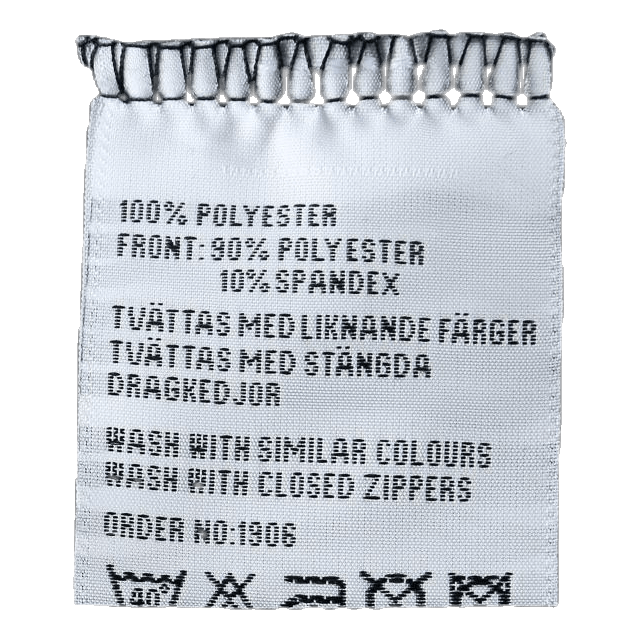 100% POLYESTER
FRONT: 90% POLYESTER
10% SPANDEX
TVÄTTAS MED LIKNANDE FÄRGER
TVÄTTAS MED STÄNGDA
DRAGKEDJOR
WASH WITH SIMILAR COLOURS
WASH WITH CLOSED ZIPPERS
ORDER NO:1906
40°